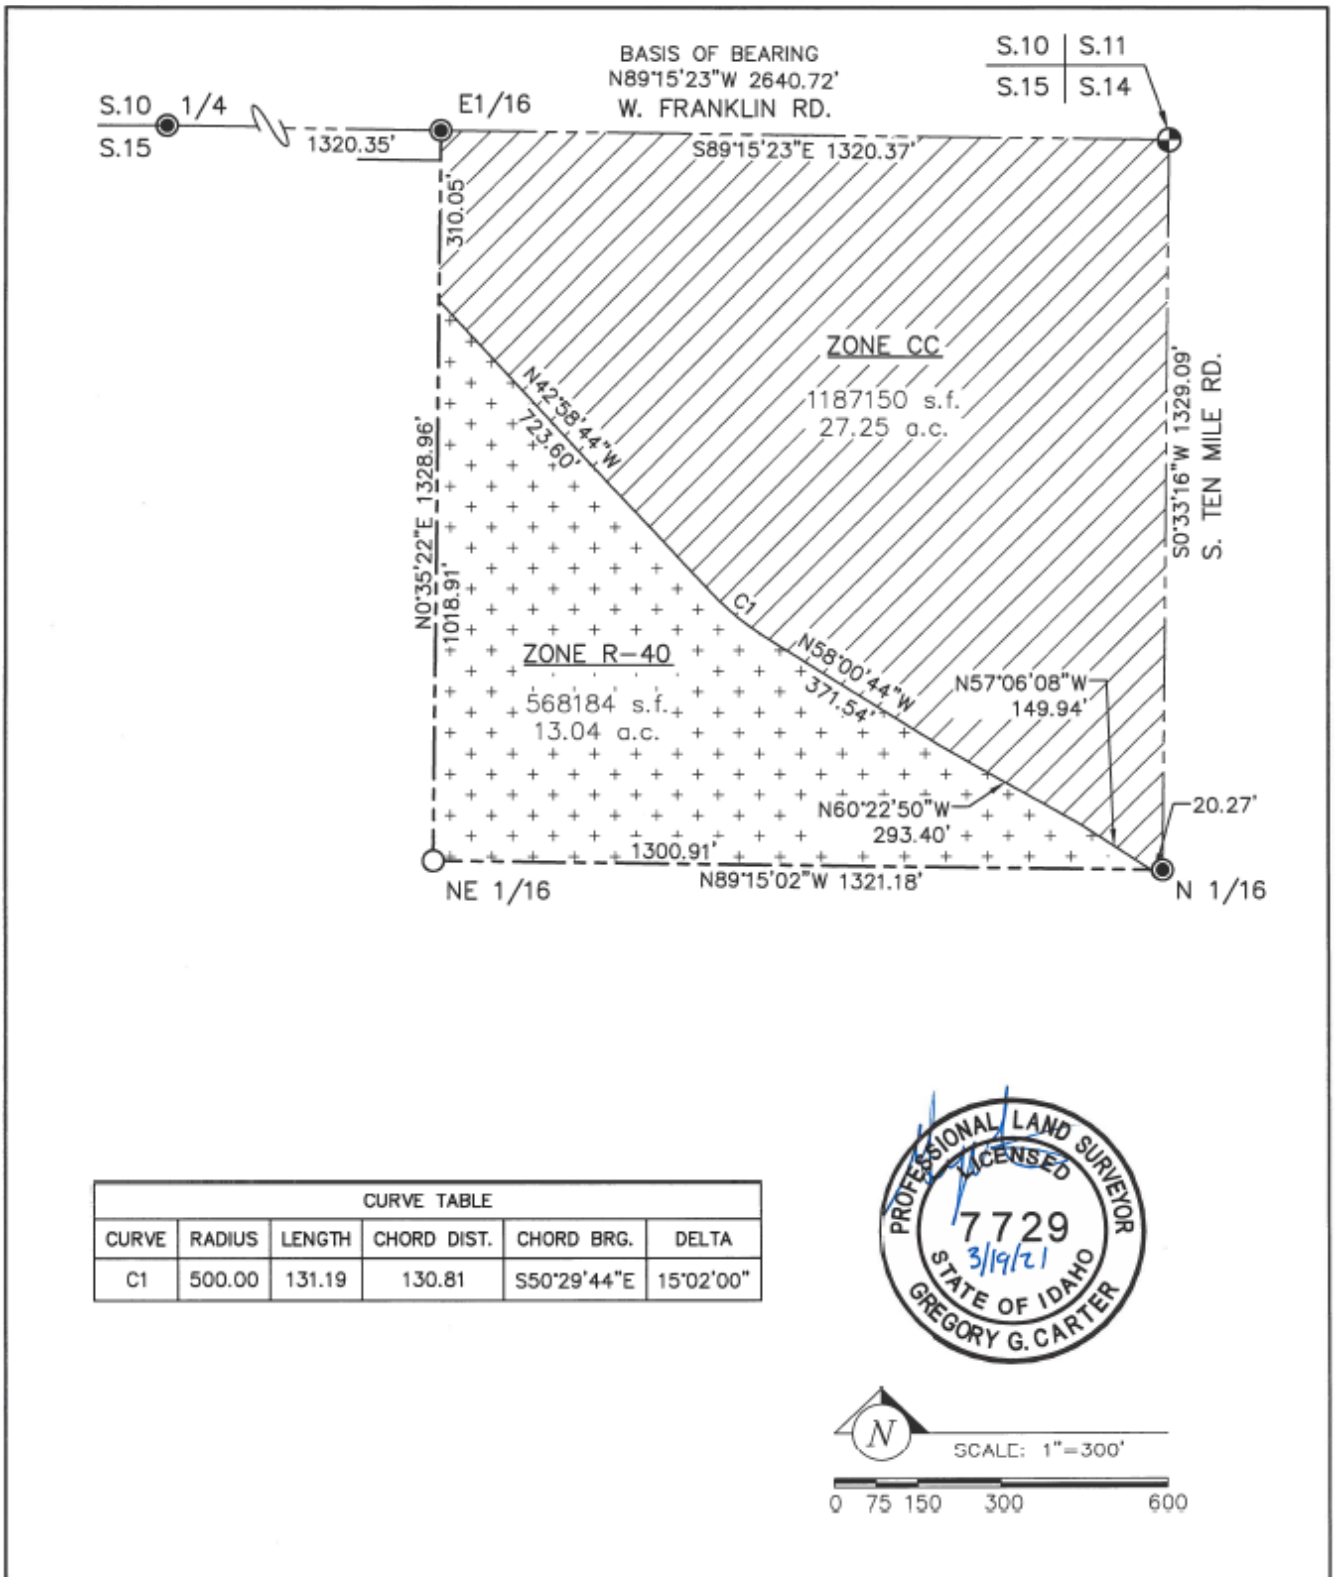 BASIS OF BEARING
N89°15'23"W 2640.72'
W. FRANKLIN RD.
S.10 S.11
S.15 S.14
S.10 1/4
S.15
E1/16
1320.35'
S89°15'23"E 1320.37'
310.05'
ZONE CC
1187150 s.f.
27.25 a.c.
N42°58'44"W
723.60'
N0°35'22"E 1328.96'
1018.91'
S0°33'16"W 1329.09'
S. TEN MILE RD.
C1
ZONE R-40
568184 s.f.
13.04 a.c.
N58°00'44"W
371.54'
N57°06'08"W
149.94'
N60°22'50"W
293.40'
20.27'
1300.91'
N89°15'02"W 1321.18'
NE 1/16
N 1/16
CURVE TABLE
CURVE RADIUS LENGTH CHORD DIST. CHORD BRG. DELTA
C1 500.00 131.19 130.81 S50°29'44"E 15°02'00"
PROFESSIONAL LAND SURVEYOR
LICENSED
7729
3/19/21
STATE OF IDAHO
GREGORY G. CARTER
N
SCALE: 1"=300'
0 75 150 300 600